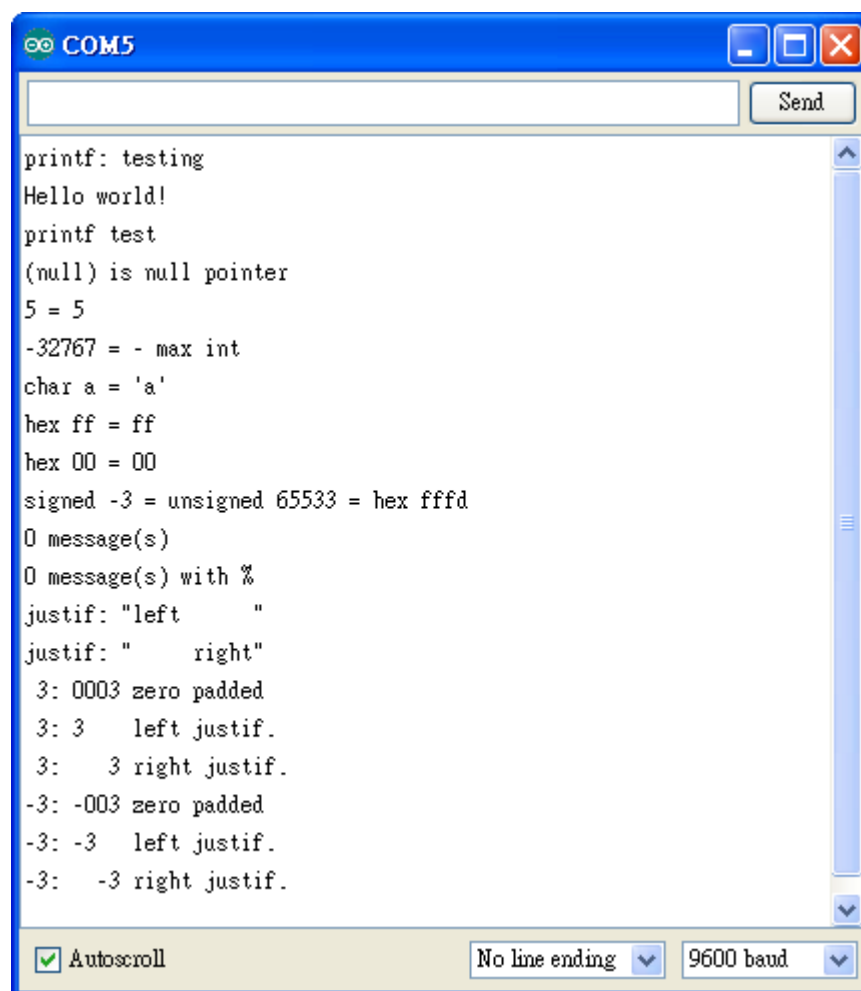 COM5
Send
printf: testing
Hello world!
printf test
(null) is null pointer
5 = 5
-32767 = - max int
char a = 'a'
hex ff = ff
hex 00 = 00
signed -3 = unsigned 65533 = hex fffd
0 message(s)
0 message(s) with %
justif: "left      "
justif: "     right"
 3: 0003 zero padded
 3: 3    left justif.
 3:    3 right justif.
-3: -003 zero padded
-3: -3   left justif.
-3:   -3 right justif.
Autoscroll No line ending 9600 baud